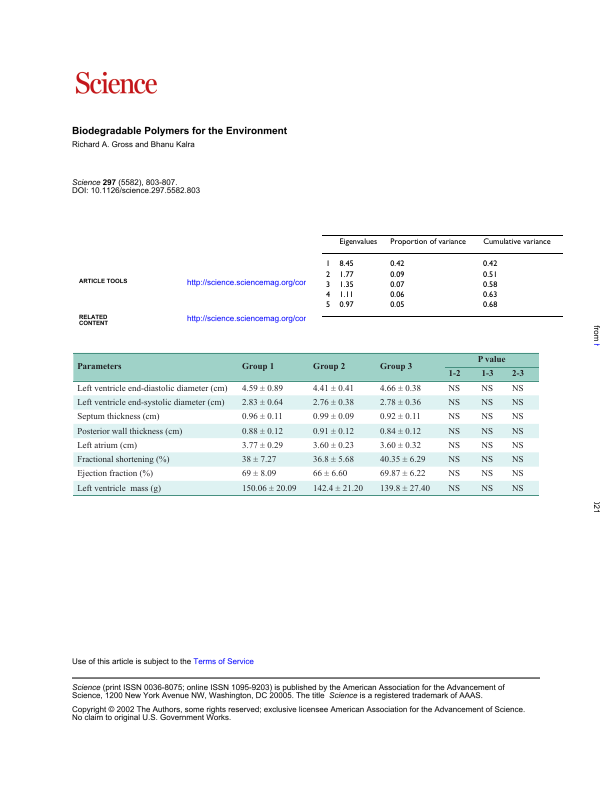 Science
Biodegradable Polymers for the Environment
Richard A. Gross and Bhanu Kalra
Science 297 (5582), 803-807.
DOI: 10.1126/science.297.5582.803
Eigenvalues Proportion of variance Cumulative variance
1 8.45 0.42 0.42
2 1.77 0.09 0.51
3 1.35 0.07 0.58
4 1.11 0.06 0.63
5 0.97 0.05 0.68
ARTICLE TOOLS http://science.sciencemag.org/cor
RELATED
CONTENT
http://science.sciencemag.org/cor
from h
021
Parameters Group 1 Group 2 Group 3 P value
1-2 1-3 2-3
Left ventricle end-diastolic diameter (cm) 4.59 ± 0.89 4.41 ± 0.41 4.66 ± 0.38 NS NS NS
Left ventricle end-systolic diameter (cm) 2.83 ± 0.64 2.76 ± 0.38 2.78 ± 0.36 NS NS NS
Septum thickness (cm) 0.96 ± 0.11 0.99 ± 0.09 0.92 ± 0.11 NS NS NS
Posterior wall thickness (cm) 0.88 ± 0.12 0.91 ± 0.12 0.84 ± 0.12 NS NS NS
Left atrium (cm) 3.77 ± 0.29 3.60 ± 0.23 3.60 ± 0.32 NS NS NS
Fractional shortening (%) 38 ± 7.27 36.8 ± 5.68 40.35 ± 6.29 NS NS NS
Ejection fraction (%) 69 ± 8.09 66 ± 6.60 69.87 ± 6.22 NS NS NS
Left ventricle mass (g) 150.06 ± 20.09 142.4 ± 21.20 139.8 ± 27.40 NS NS NS
Use of this article is subject to the Terms of Service
Science (print ISSN 0036-8075; online ISSN 1095-9203) is published by the American Association for the Advancement of
Science, 1200 New York Avenue NW, Washington, DC 20005. The title Science is a registered trademark of AAAS.
Copyright © 2002 The Authors, some rights reserved; exclusive licensee American Association for the Advancement of Science.
No claim to original U.S. Government Works.